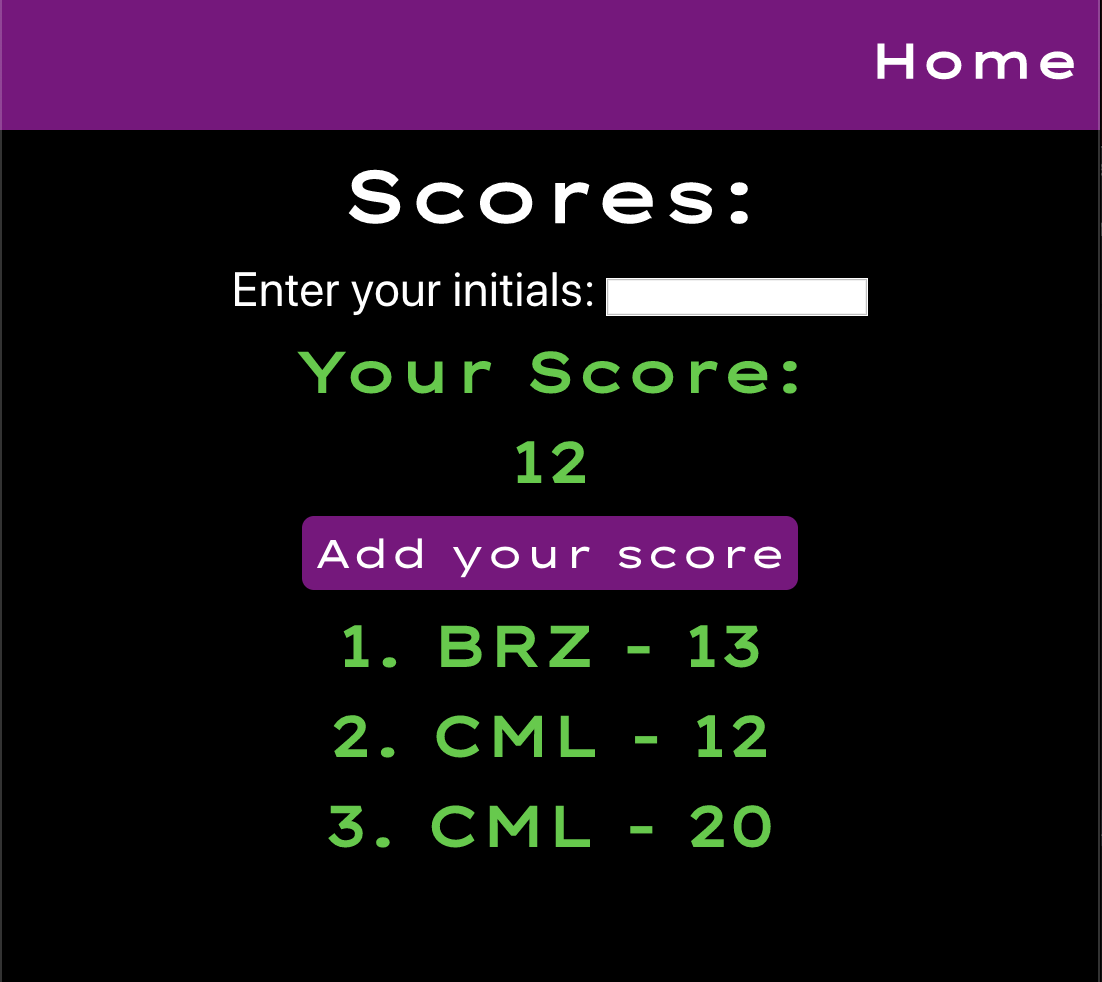 Home
Scores:
Enter your initials:
Your Score:
12
Add your score
1. BRZ - 13
2. CML - 12
3. CML - 20